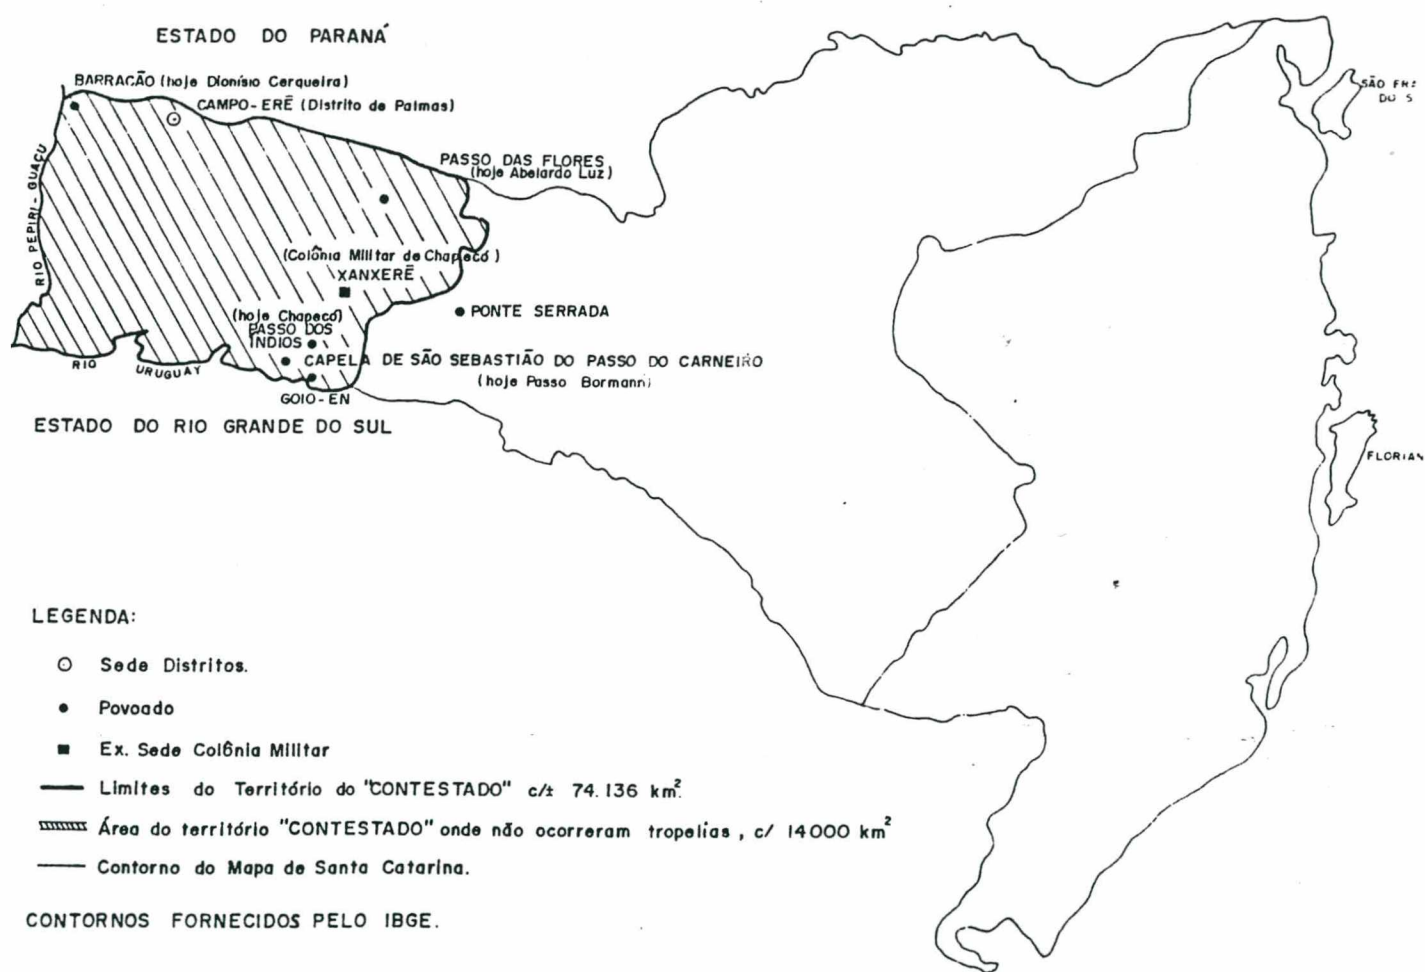 ESTADO DO PARANÁ
BARRACÃO (hoje Dionísio Cerqueira)
CAMPO-ERÊ (Distrito de Palmas)
SÃO FR
DO S
PASSO DAS FLORES
(hoje Abelardo Luz)
RIO PEPIRI-GUAÇU
(Colônia Militar de Chapecó)
XANXERÊ
(hoje Chapecó)
PASSO DOS
ÍNDIOS
PONTE SERRADA
CAPELA DE SÃO SEBASTIÃO DO PASSO DO CARNEIRO
(hoje Passo Bormann)
RIO URUGUAY
GOIO-EN
ESTADO DO RIO GRANDE DO SUL
FLORIAN
LEGENDA:
Sede Distritos.
Povoado
Ex. Sede Colônia Militar
Limites do Território do "CONTESTADO" c/± 74.136 km².
Área do território "CONTESTADO" onde não ocorreram tropelias, c/ 14000 km²
Contorno do Mapa de Santa Catarina.
CONTORNOS FORNECIDOS PELO IBGE.